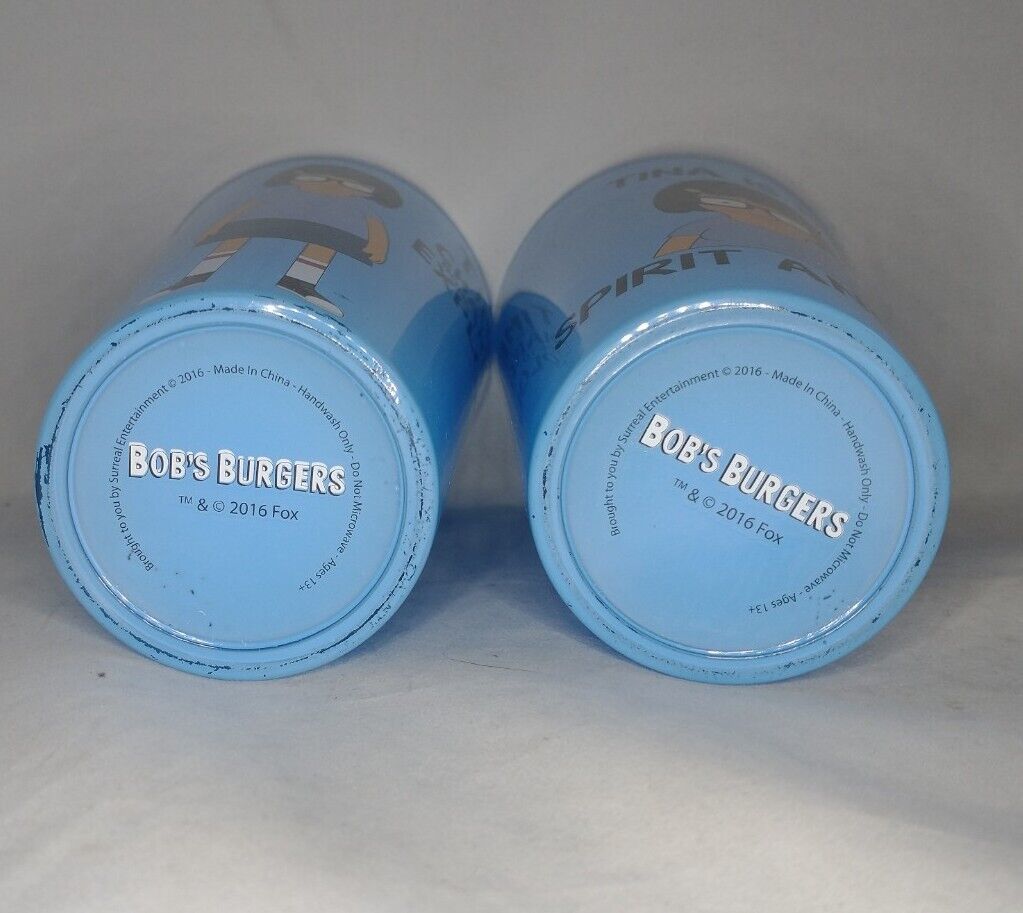 TINA
SPIRIT
Brought to you by Surreal Entertainment © 2016 - Made In China - Handwash Only - Do Not Microwave - Ages 13+
BOB'S BURGERS
™ & © 2016 Fox
Brought to you by Surreal Entertainment © 2016 - Made In China - Handwash Only - Do Not Microwave - Ages 13+
BOB'S BURGERS
™ & © 2016 Fox